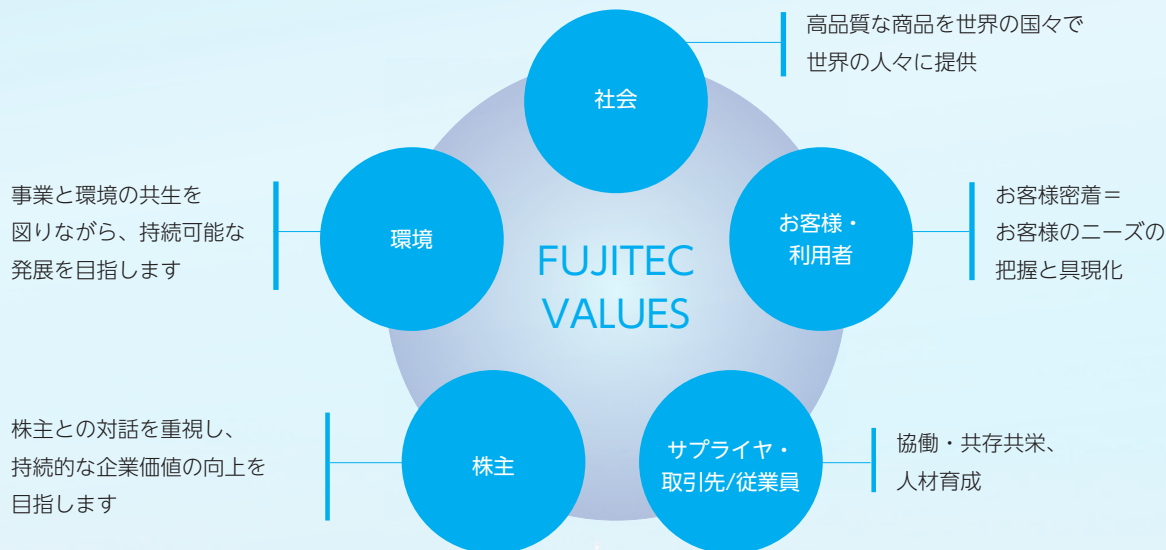 高品質な商品を世界の国々で
世界の人々に提供
社会
事業と環境の共生を
図りながら、持続可能な
発展を目指します
環境
お客様・
利用者
お客様密着＝
お客様のニーズの
把握と具現化
FUJITEC
VALUES
株主との対話を重視し、
持続的な企業価値の向上を
目指します
株主
サプライヤ・
取引先/従業員
協働・共存共栄、
人材育成